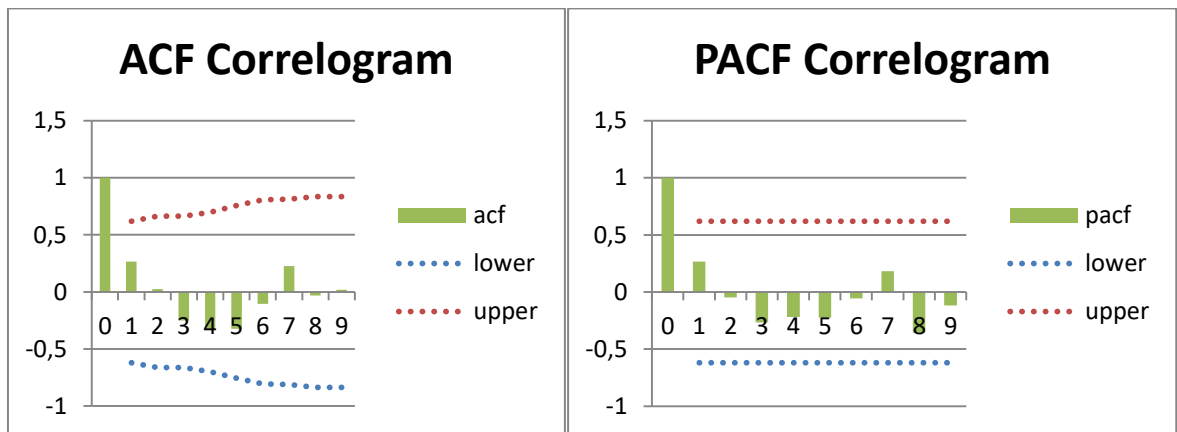 ACF Correlogram
1,5
1
0,5
0
-0,5
-1
0 1 2 3 4 5 6 7 8 9
acf
lower
upper
PACF Correlogram
1,5
1
0,5
0
-0,5
-1
0 1 2 3 4 5 6 7 8 9
pacf
lower
upper